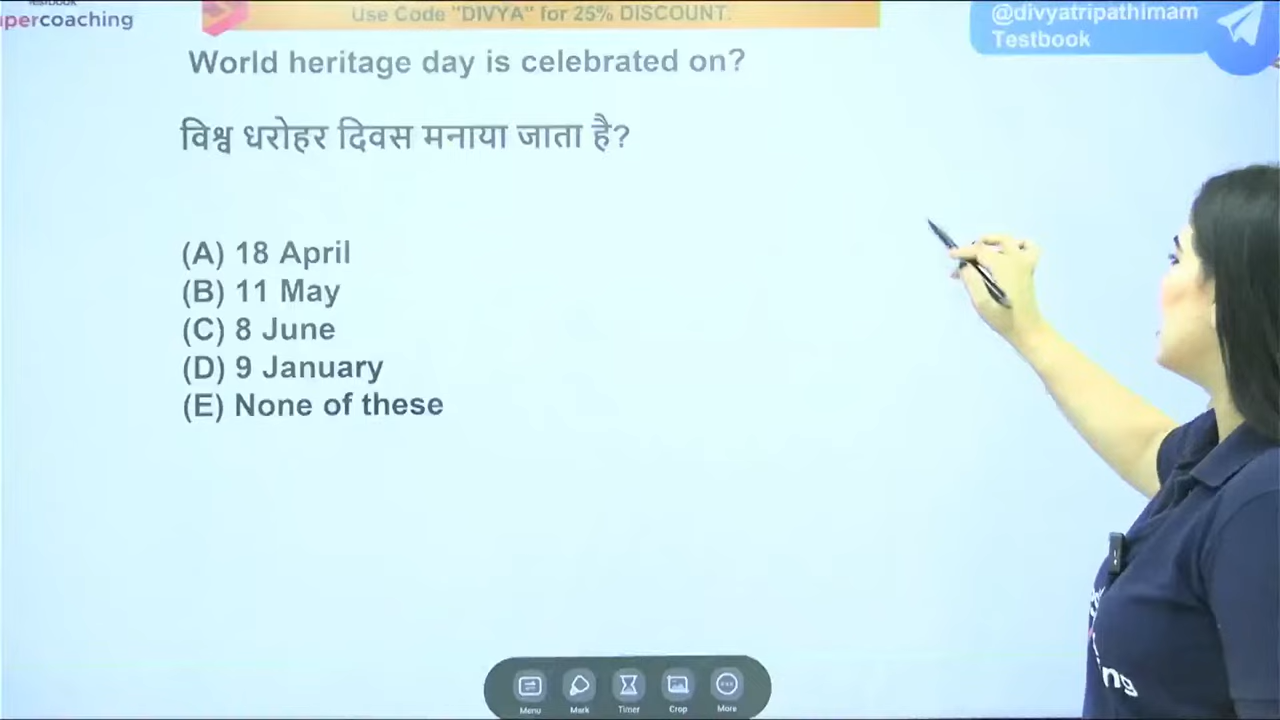 Testbook
percoaching
Use Code "DIVYA" for 25% DISCOUNT.
@divyatripathimam
Testbook
World heritage day is celebrated on?
विश्व धरोहर दिवस मनाया जाता है?
(A) 18 April
(B) 11 May
(C) 8 June
(D) 9 January
(E) None of these
Menu
Mark
Timer
Crop
More